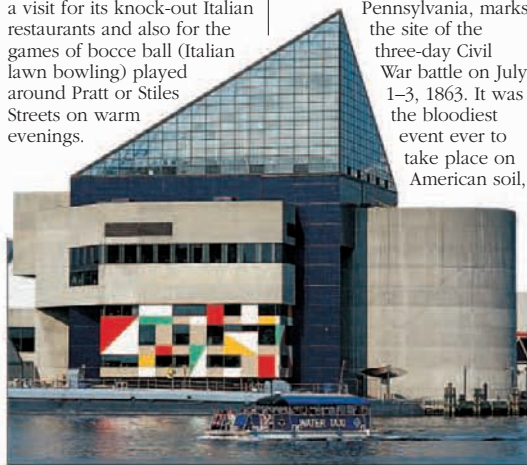 a visit for its knock-out Italian
restaurants and also for the
games of bocce ball (Italian
lawn bowling) played
around Pratt or Stiles
Streets on warm
evenings.
Pennsylvania, marks
the site of the
three-day Civil
War battle on July
1–3, 1863. It was
the bloodiest
event ever to
take place on
American soil,
WATER TAXI